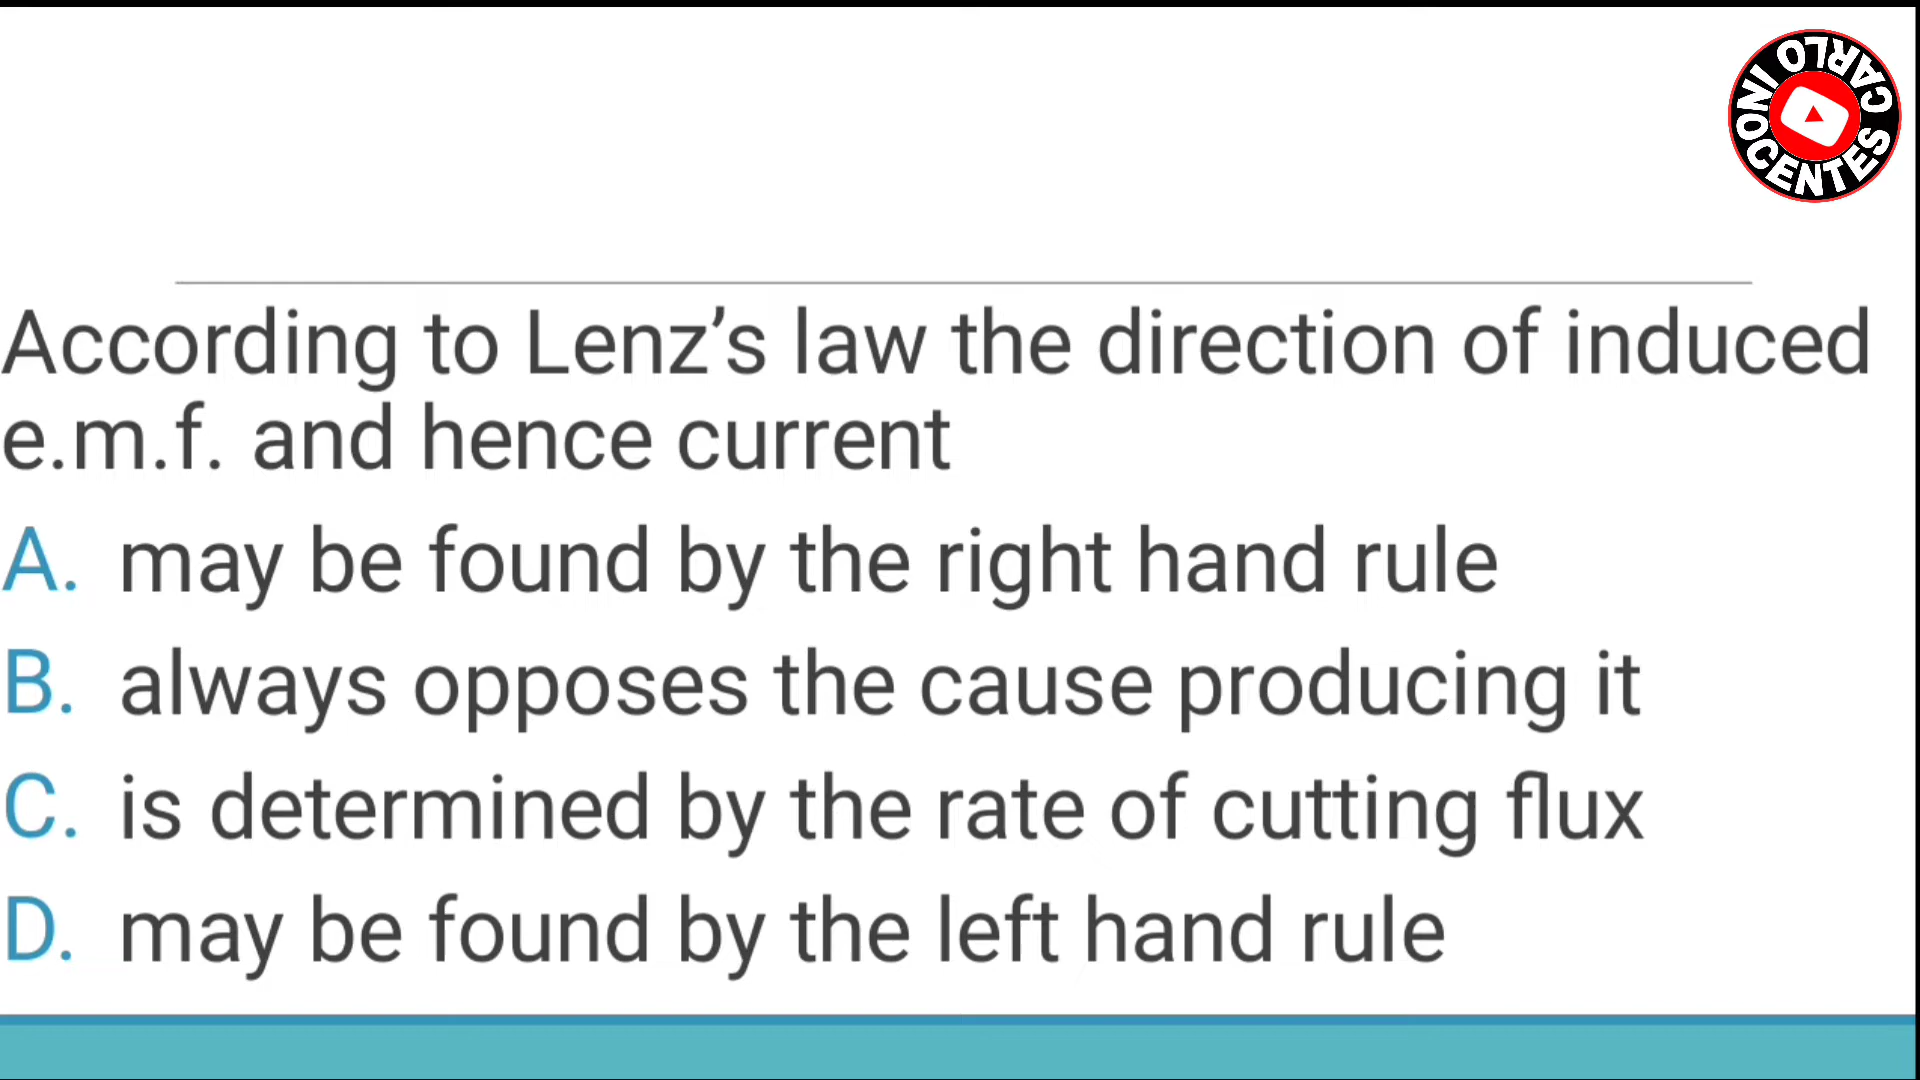 CARLO INOCENTES
According to Lenz’s law the direction of induced
e.m.f. and hence current
A. may be found by the right hand rule
B. always opposes the cause producing it
C. is determined by the rate of cutting flux
D. may be found by the left hand rule